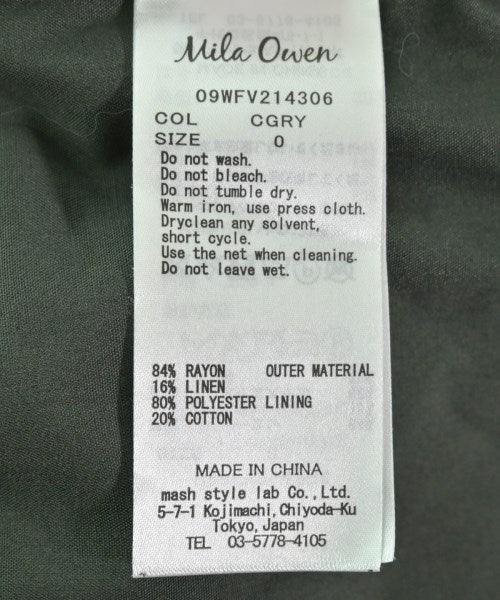 Mila Owen
09WFV214306
COL CGRY
SIZE 0
Do not wash.
Do not bleach.
Do not tumble dry.
Warm iron, use press cloth.
Dryclean any solvent,
short cycle.
Use the net when cleaning.
Do not leave wet.
84% RAYON OUTER MATERIAL
16% LINEN
80% POLYESTER LINING
20% COTTON
MADE IN CHINA
mash style lab Co.,Ltd.
5-7-1 Kojimachi,Chiyoda-Ku
Tokyo,Japan
TEL 03-5778-4105